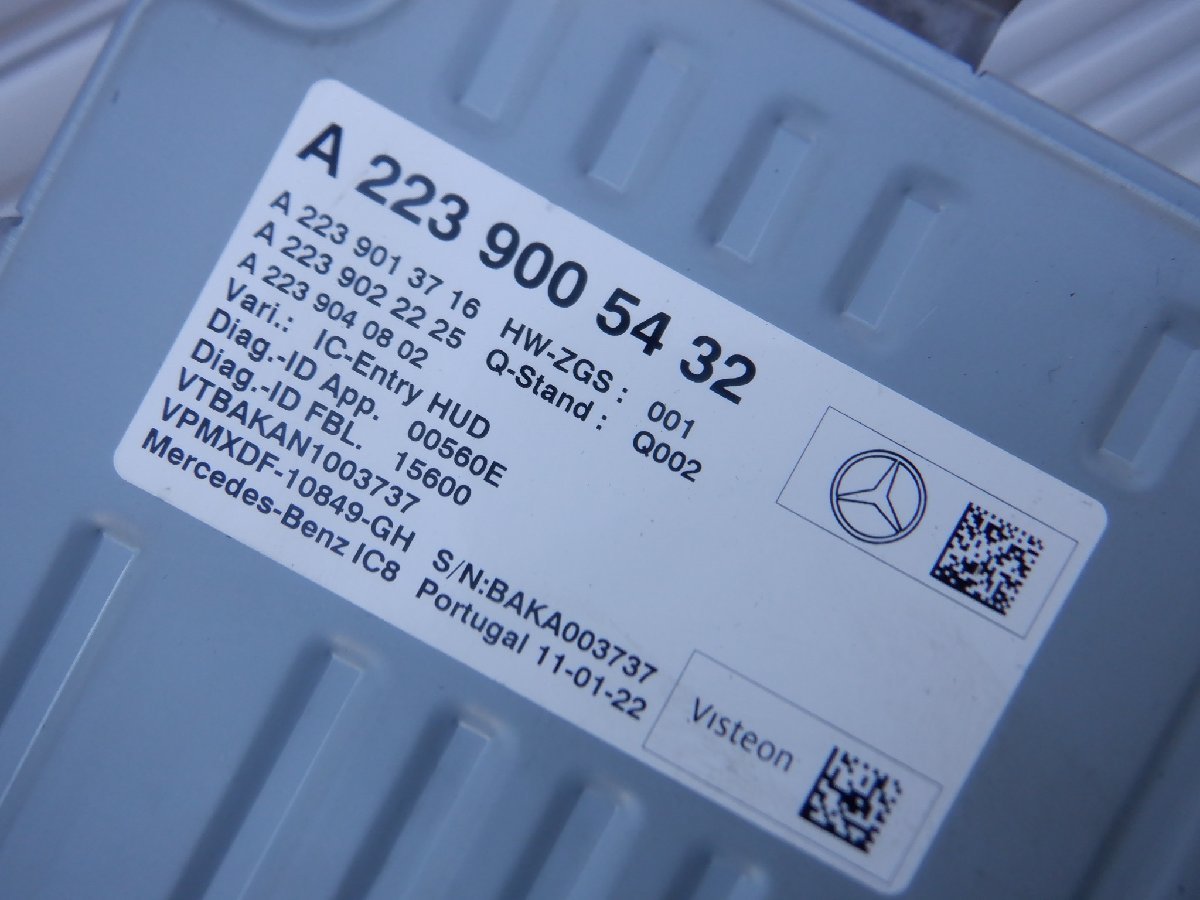 A 223 900 54 32
A 223 901 37 16 HW-ZGS : 001
A 223 902 22 25 Q-Stand : Q002
A 223 904 08 02
Vari.: IC-Entry HUD
Diag.-ID App. 00560E
Diag.-ID FBL. 15600
VTBAKAN1003737
VPMXDF-10849-GH S/N:BAKA003737
Mercedes-Benz IC8 Portugal 11-01-22
Visteon